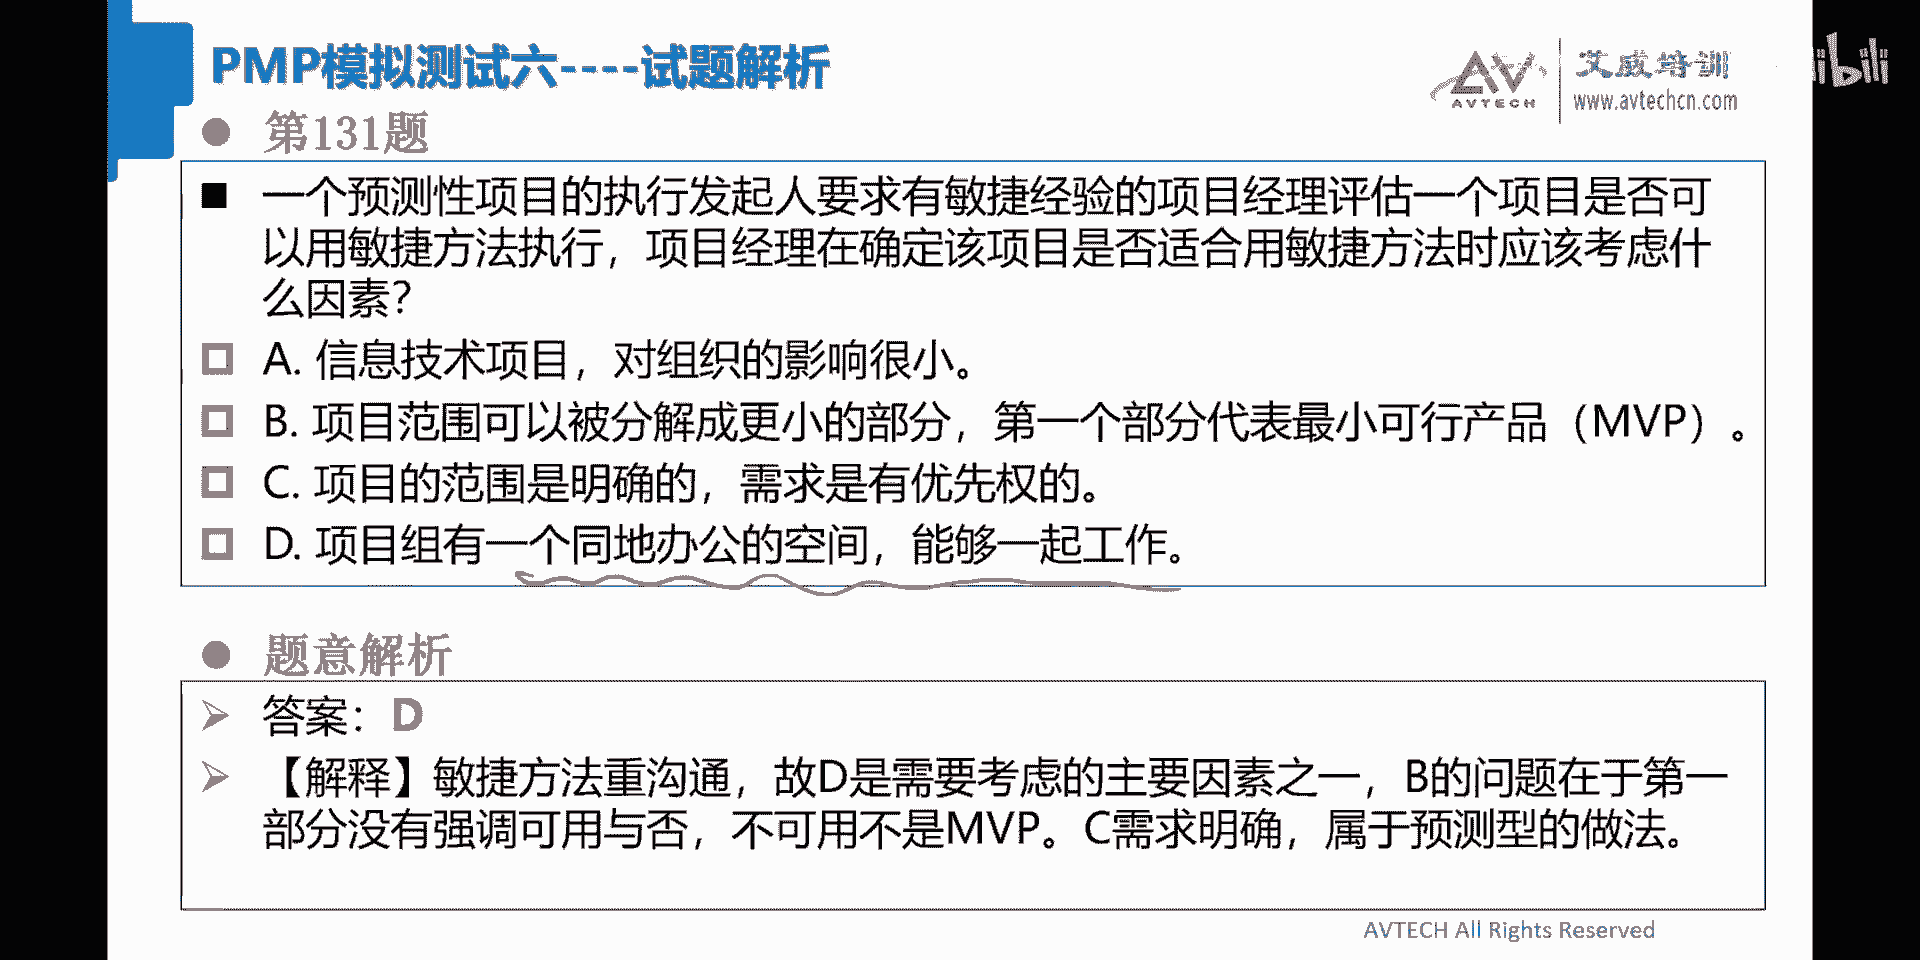 PMP模拟测试六----试题解析
AVTECH
艾威培训
www.avtechcn.com
第131题
一个预测性项目的执行发起人要求有敏捷经验的项目经理评估一个项目是否可
以用敏捷方法执行，项目经理在确定该项目是否适合用敏捷方法时应该考虑什
么因素？
A. 信息技术项目，对组织的影响很小。
B. 项目范围可以被分解成更小的部分，第一个部分代表最小可行产品（MVP）。
C. 项目的范围是明确的，需求是有优先权的。
D. 项目组有一个同地办公的空间，能够一起工作。
题意解析
答案：D
【解释】敏捷方法重沟通，故D是需要考虑的主要因素之一，B的问题在于第一
部分没有强调可用与否，不可用不是MVP。C需求明确，属于预测型的做法。
AVTECH All Rights Reserved